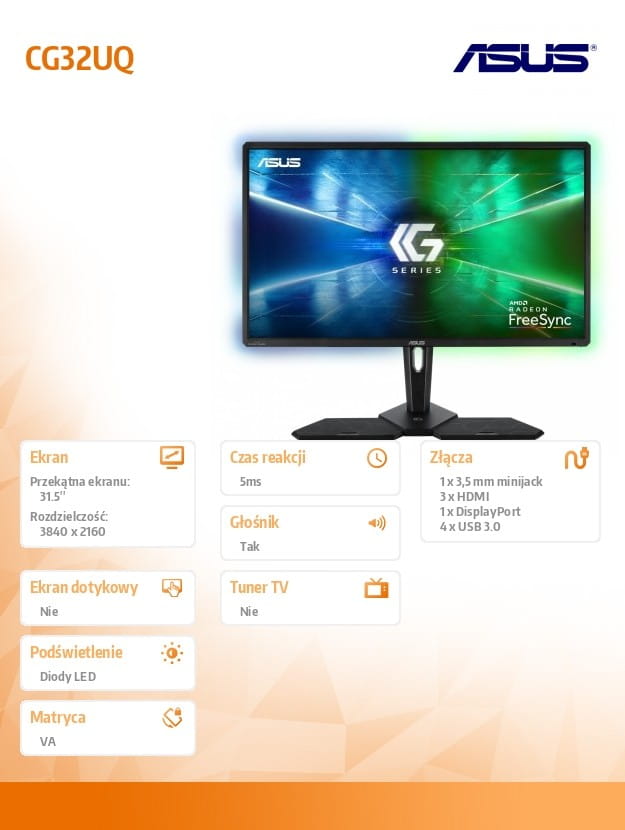 CG32UQ
ASUS®
ASUS
G
SERIES
AMD
RADEON
FreeSync
ASUS
Ekran
Przekątna ekranu:
31.5"
Rozdzielczość:
3840 x 2160
Czas reakcji
5ms
Głośnik
Tak
Złącza
1 x 3,5 mm minijack
3 x HDMI
1 x DisplayPort
4 x USB 3.0
Ekran dotykowy
Nie
Tuner TV
Nie
Podświetlenie
Diody LED
Matryca
VA